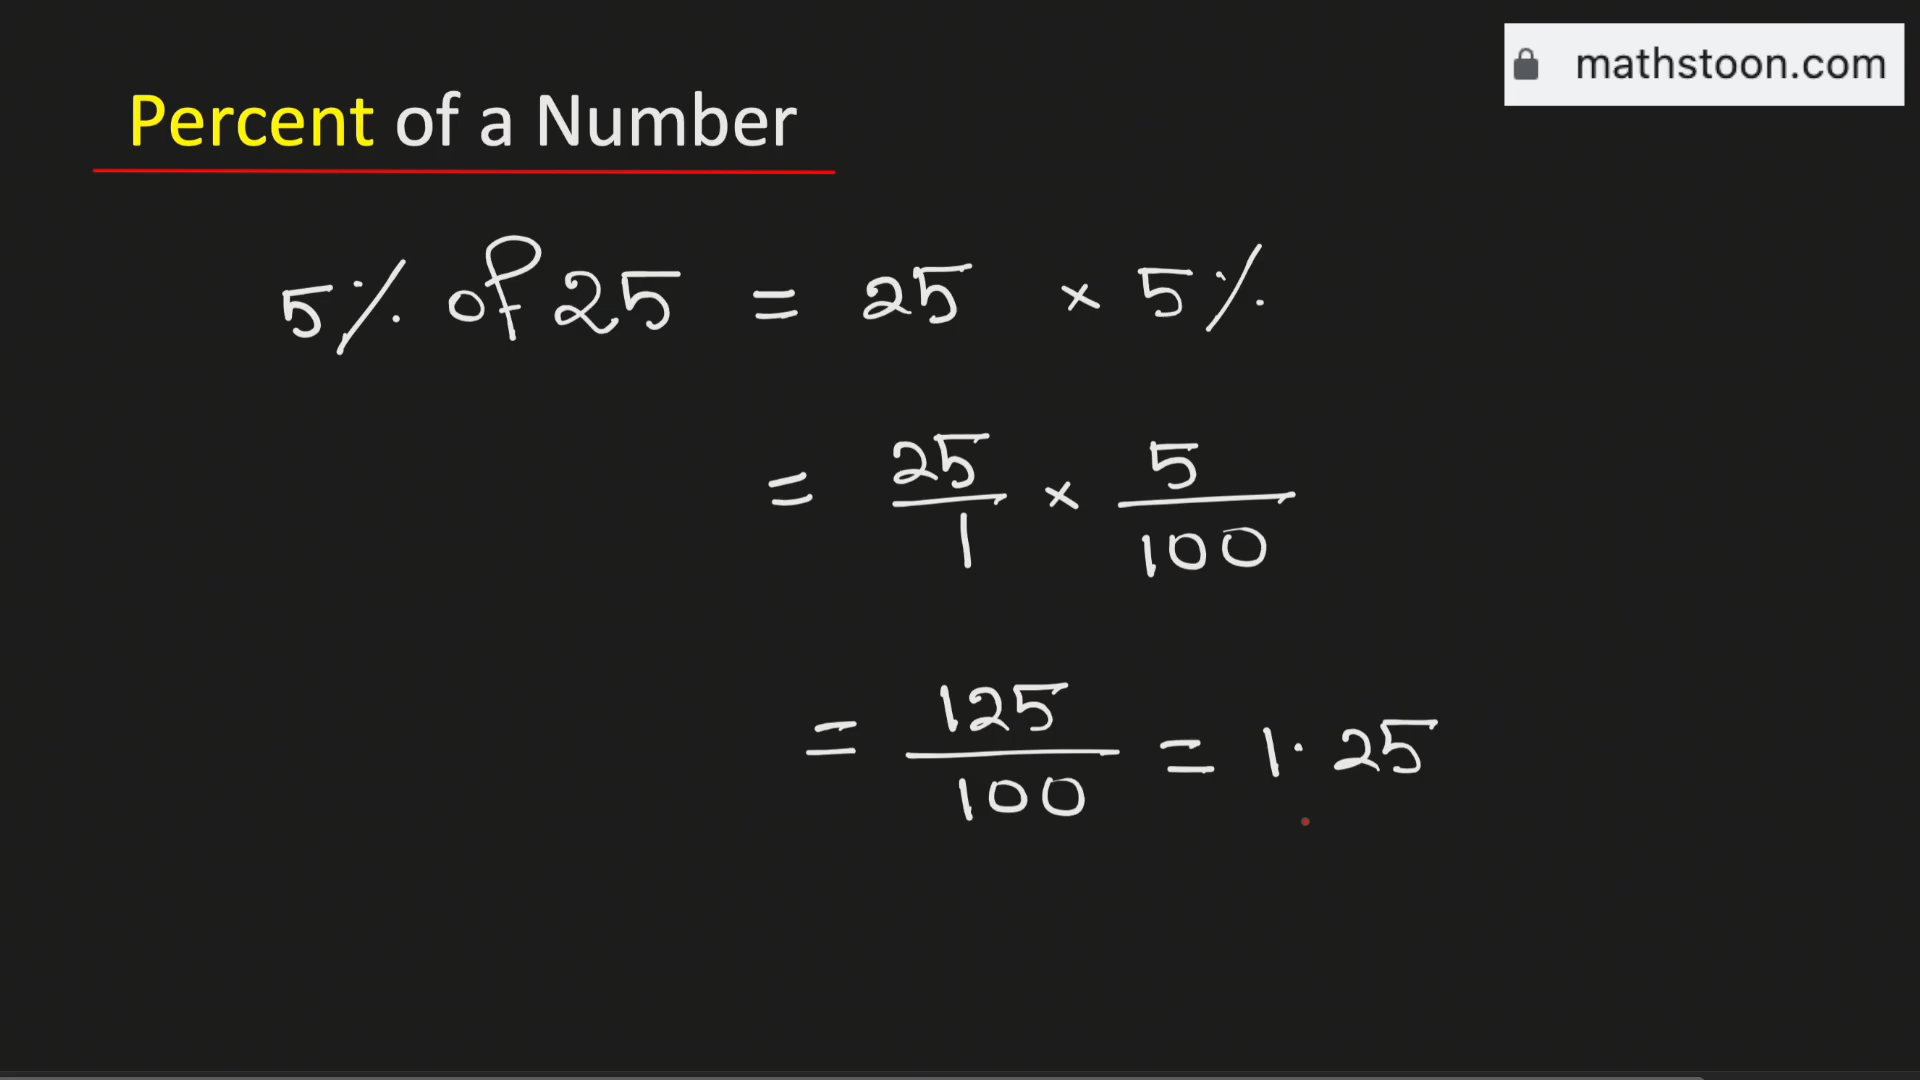 mathstoon.com
Percent of a Number
5% of 25 = 25 × 5%
= 25/1 × 5/100
= 125/100 = 1.25